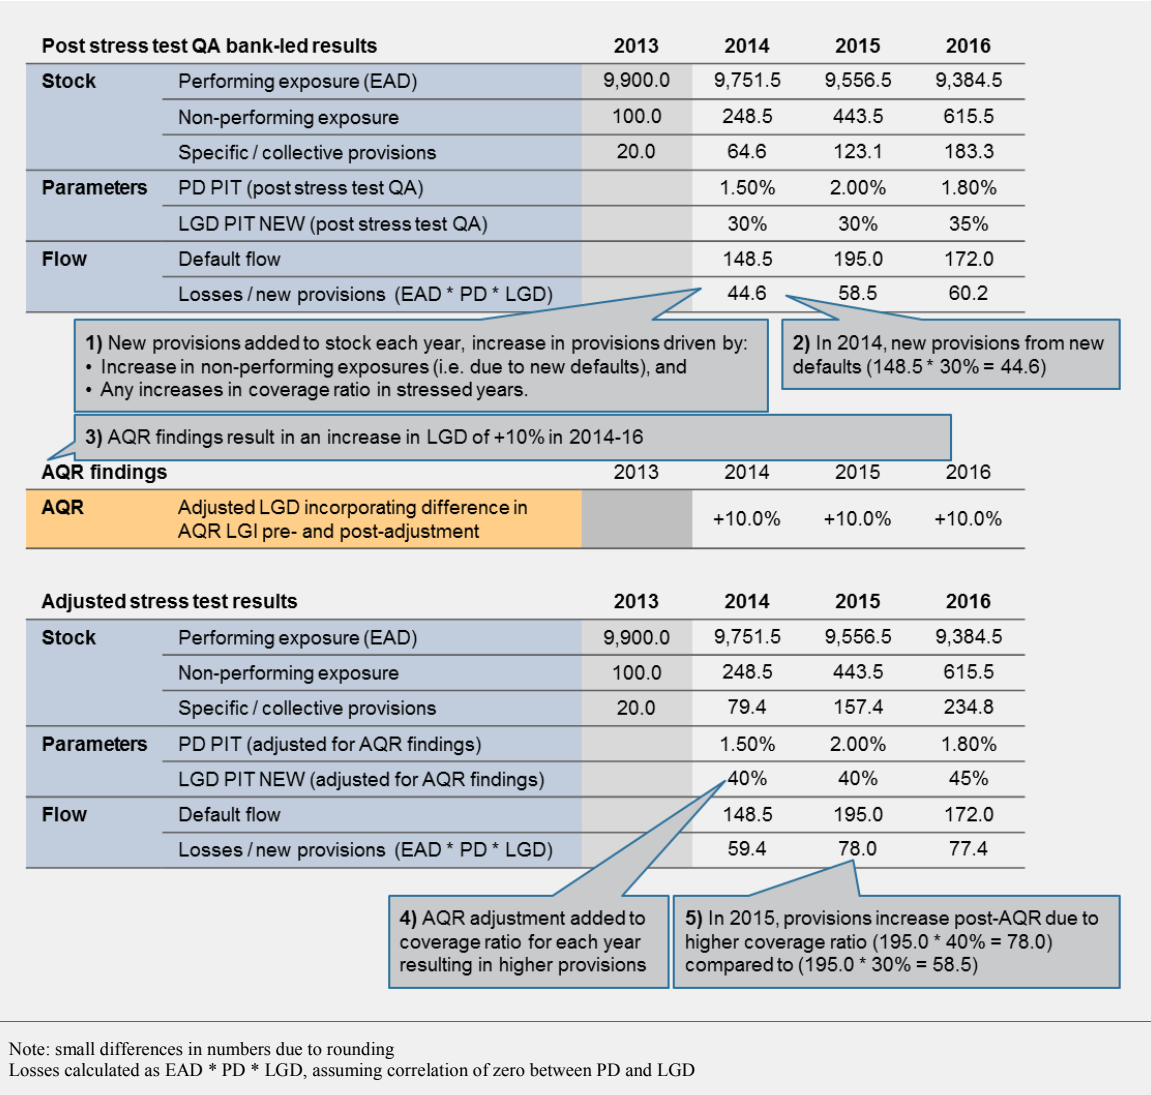 Post stress test QA bank-led results 2013 2014 2015 2016
Stock Performing exposure (EAD) 9,900.0 9,751.5 9,556.5 9,384.5
Non-performing exposure 100.0 248.5 443.5 615.5
Specific / collective provisions 20.0 64.6 123.1 183.3
Parameters PD PIT (post stress test QA) 1.50% 2.00% 1.80%
LGD PIT NEW (post stress test QA) 30% 30% 35%
Flow Default flow 148.5 195.0 172.0
Losses / new provisions (EAD * PD * LGD) 44.6 58.5 60.2
1) New provisions added to stock each year, increase in provisions driven by:
• Increase in non-performing exposures (i.e. due to new defaults), and
• Any increases in coverage ratio in stressed years.
2) In 2014, new provisions from new
defaults (148.5 * 30% = 44.6)
3) AQR findings result in an increase in LGD of +10% in 2014-16
AQR findings 2013 2014 2015 2016
AQR Adjusted LGD incorporating difference in
AQR LGI pre- and post-adjustment
+10.0% +10.0% +10.0%
Adjusted stress test results 2013 2014 2015 2016
Stock Performing exposure (EAD) 9,900.0 9,751.5 9,556.5 9,384.5
Non-performing exposure 100.0 248.5 443.5 615.5
Specific / collective provisions 20.0 79.4 157.4 234.8
Parameters PD PIT (adjusted for AQR findings) 1.50% 2.00% 1.80%
LGD PIT NEW (adjusted for AQR findings) 40% 40% 45%
Flow Default flow 148.5 195.0 172.0
Losses / new provisions (EAD * PD * LGD) 59.4 78.0 77.4
4) AQR adjustment added to
coverage ratio for each year
resulting in higher provisions
5) In 2015, provisions increase post-AQR due to
higher coverage ratio (195.0 * 40% = 78.0)
compared to (195.0 * 30% = 58.5)
Note: small differences in numbers due to rounding
Losses calculated as EAD * PD * LGD, assuming correlation of zero between PD and LGD